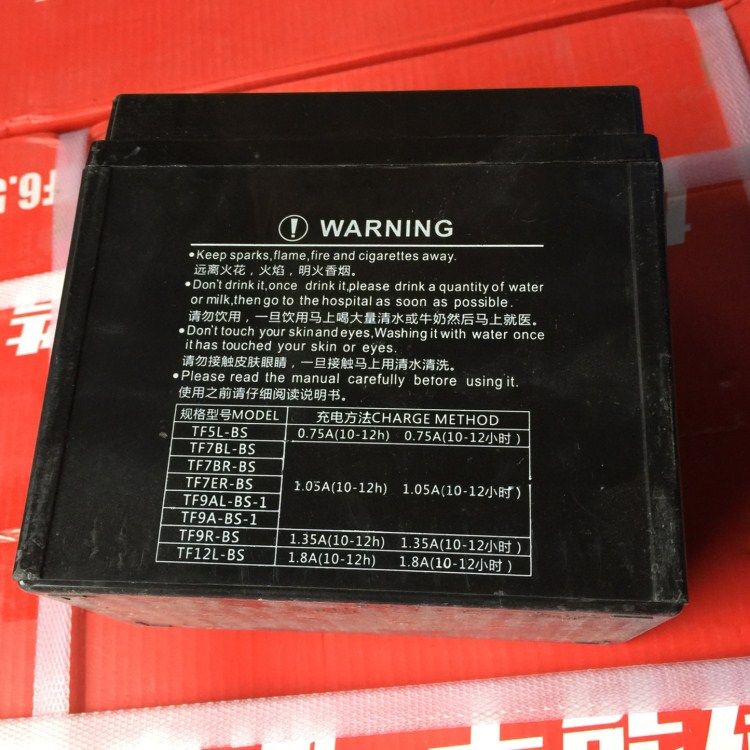 ! WARNING
•Keep sparks,flame,fire and cigarettes away.
远离火花，火焰，明火香烟。
•Don't drink it,once drink it,please drink a quantity of water
or milk,then go to the hospital as soon as possible.
请勿饮用，一旦饮用马上喝大量清水或牛奶然后马上就医。
•Don't touch your skin and eyes,Washing it with water once
it has touched your skin or eyes.
请勿接触皮肤眼睛，一旦接触马上用清水清洗。
•Please read the manual carefully before using it.
使用之前请仔细阅读说明书。
规格型号MODEL 充电方法CHARGE METHOD
TF5L-BS 0.75A(10-12h) 0.75A(10-12小时)
TF7BL-BS
TF7BR-BS
TF7ER-BS 1.05A(10-12h) 1.05A(10-12小时)
TF9AL-BS-1
TF9A-BS-1
TF9R-BS 1.35A(10-12h) 1.35A(10-12小时)
TF12L-BS 1.8A(10-12h) 1.8A(10-12小时)